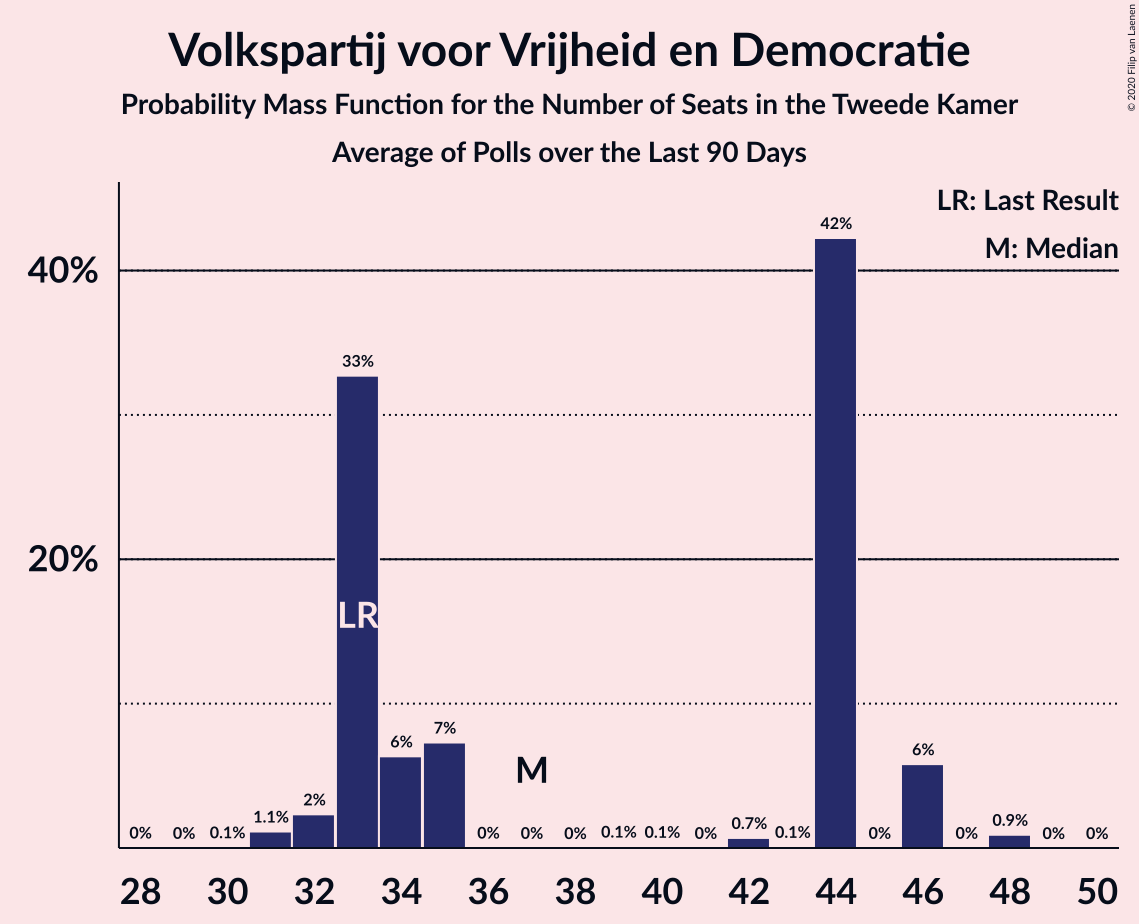 Volkspartij voor Vrijheid en Democratie
Probability Mass Function for the Number of Seats in the Tweede Kamer
Average of Polls over the Last 90 Days
© 2020 Filip van Laenen
LR: Last Result
M: Median
40%
20%
0%
0%
0.1%
1.1%
2%
33%
6%
7%
0%
0%
0%
0.1%
0.1%
0%
0.7%
0.1%
42%
0%
6%
0%
0.9%
0%
0%
LR
M
28 30 32 34 36 38 40 42 44 46 48 50